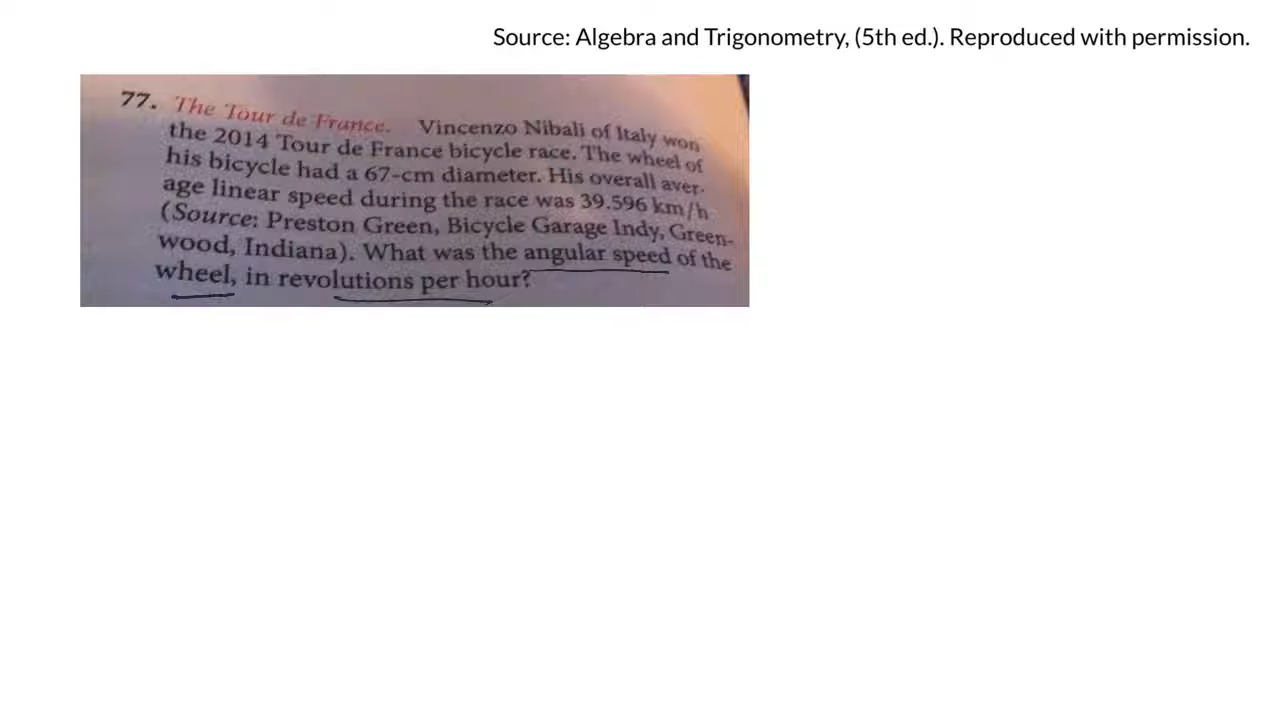 Source: Algebra and Trigonometry, (5th ed.). Reproduced with permission.
77. The Tour de France. Vincenzo Nibali of Italy won
the 2014 Tour de France bicycle race. The wheel of
his bicycle had a 67-cm diameter. His overall aver-
age linear speed during the race was 39.596 km/h
(Source: Preston Green, Bicycle Garage Indy, Green-
wood, Indiana). What was the angular speed of the
wheel, in revolutions per hour?